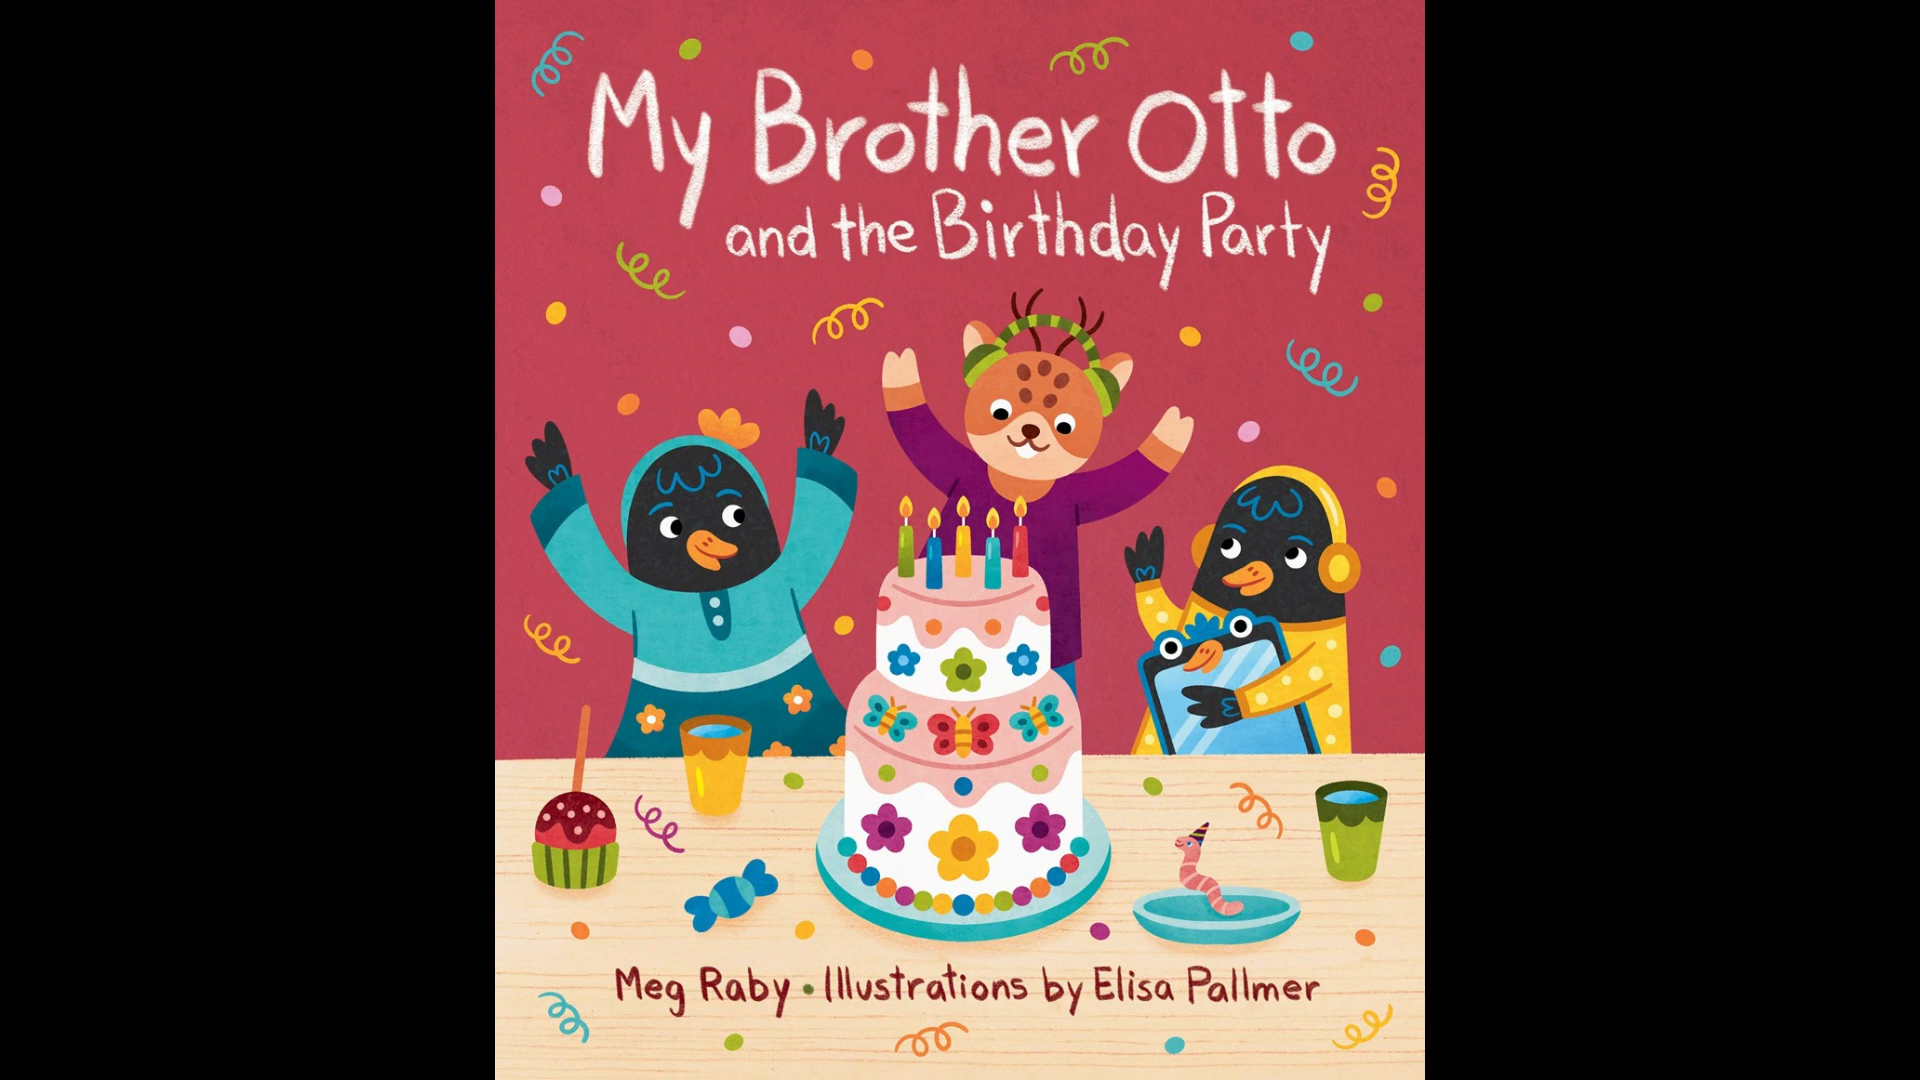 My Brother Otto
and the Birthday Party
Meg Raby • Illustrations by Elisa Pallmer